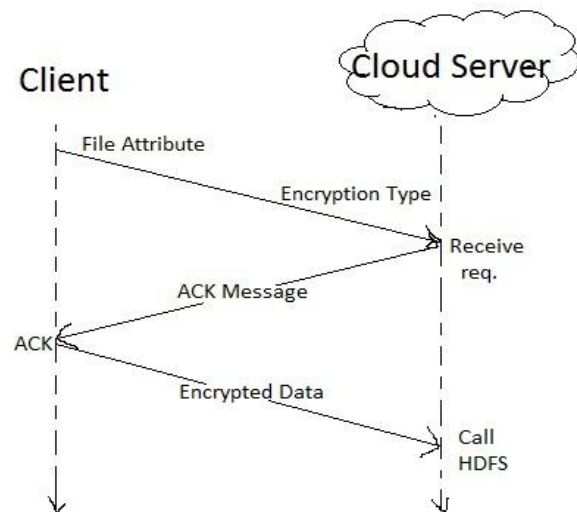 Client
Cloud Server
File Attribute
Encryption Type
Receive
req.
ACK Message
ACK
Encrypted Data
Call
HDFS